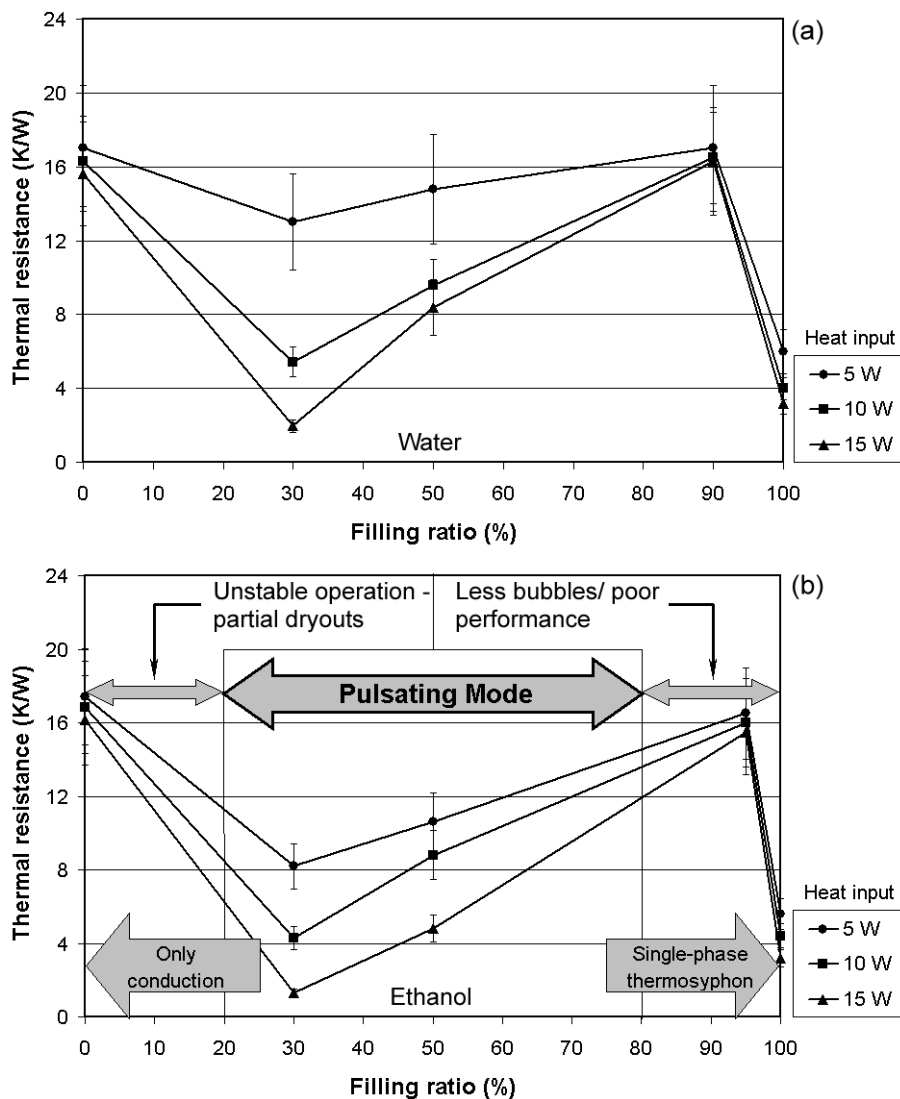 (a)
24
20
16
12
8
4
0
Thermal resistance (K/W)
Water
0 10 20 30 40 50 60 70 80 90 100
Filling ratio (%)
Heat input
5 W
10 W
15 W
(b)
24
20
16
12
8
4
0
Thermal resistance (K/W)
Unstable operation -
partial dryouts
Less bubbles/ poor
performance
Pulsating Mode
Only
conduction
Single-phase
thermosyphon
Ethanol
0 10 20 30 40 50 60 70 80 90 100
Filling ratio (%)
Heat input
5 W
10 W
15 W